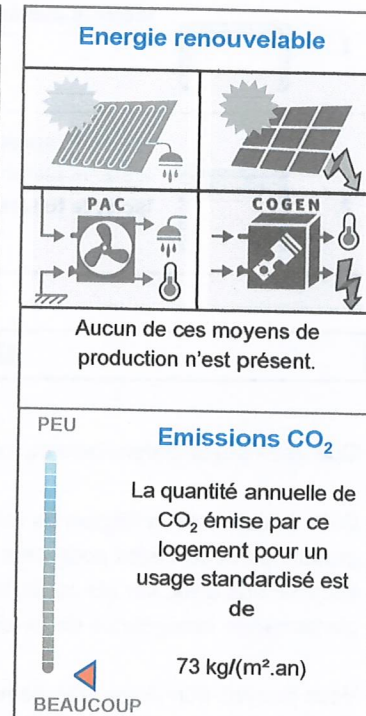 Energie renouvelable
PAC
COGEN
Aucun de ces moyens de
production n'est présent.
PEU
Emissions CO₂
La quantité annuelle de
CO₂ émise par ce
logement pour un
usage standardisé est
de
73 kg/(m².an)
BEAUCOUP